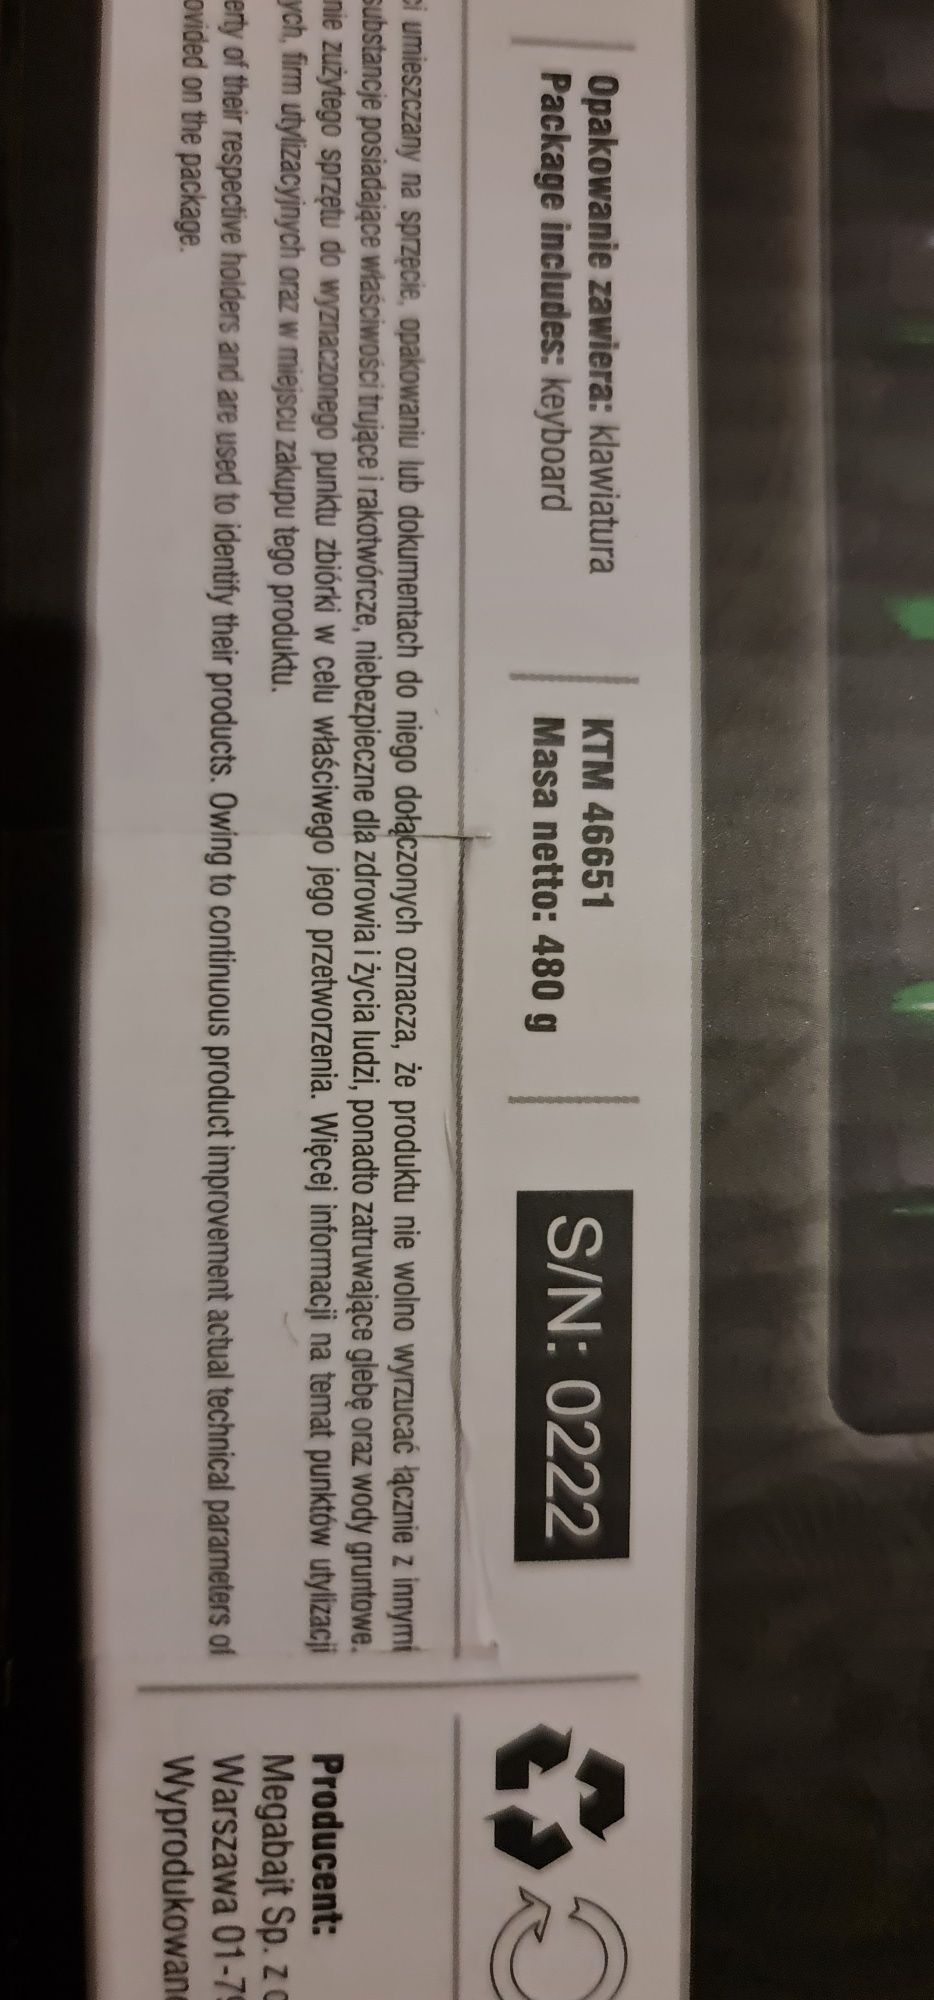 Opakowanie zawiera: klawiatura
Package includes: keyboard
KTM 46651
Masa netto: 480 g
S/N: 0222
umieszczany na sprzęcie, opakowaniu lub dokumentach do niego dołączonych oznacza, że produktu nie wolno wyrzucać łącznie z innymi
substancje posiadające właściwości trujące i rakotwórcze, niebezpieczne dla zdrowia i życia ludzi, ponadto zatruwające glebę oraz wody gruntowe.
nie zużytego sprzętu do wyznaczonego punktu zbiórki w celu właściwego jego przetworzenia. Więcej informacji na temat punktów utylizacji
ych, firm utylizacyjnych oraz w miejscu zakupu tego produktu.
erty of their respective holders and are used to identify their products. Owing to continuous product improvement actual technical parameters of
ovided on the package.
Producent:
Megabajt Sp. z o
Warszawa 01-79
Wyprodukowano